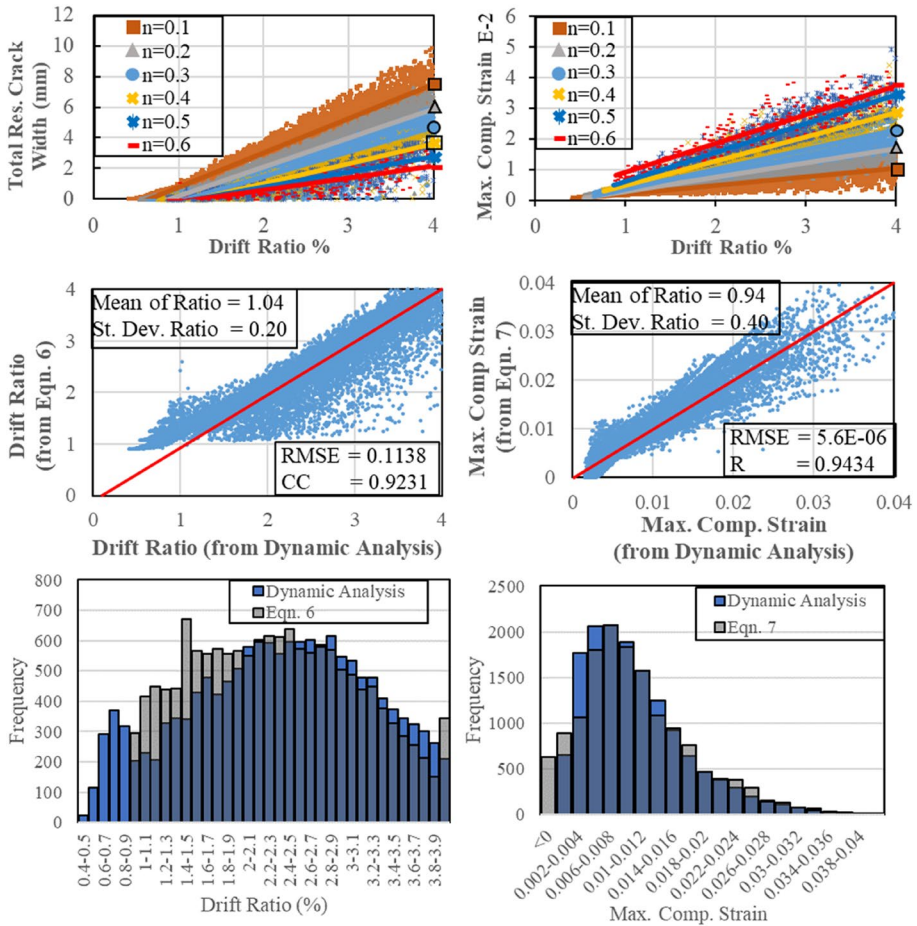 Total Res. Crack
Width (mm)
12
10
8
6
4
2
0
n=0.1
n=0.2
n=0.3
n=0.4
n=0.5
n=0.6
0 1 2 3 4
Drift Ratio %
Max. Comp. Strain E-2
6
5
4
3
2
1
0
n=0.1
n=0.2
n=0.3
n=0.4
n=0.5
n=0.6
0 1 2 3 4
Drift Ratio %
Drift Ratio
(from Eqn. 6)
4
3
2
1
0
Mean of Ratio = 1.04
St. Dev. Ratio = 0.20
RMSE = 0.1138
CC = 0.9231
0 1 2 3 4
Drift Ratio (from Dynamic Analysis)
Max. Comp Strain
(from Eqn. 7)
0.04
0.03
0.02
0.01
0
Mean of Ratio = 0.94
St. Dev. Ratio = 0.40
RMSE = 5.6E-06
R = 0.9434
0 0.01 0.02 0.03 0.04
Max. Comp. Strain
(from Dynamic Analysis)
Frequency
800
700
600
500
400
300
200
100
0
Dynamic Analysis
Eqn. 6
0.4-0.5
0.6-0.7
0.8-0.9
1-1.1
1.2-1.3
1.4-1.5
1.6-1.7
1.8-1.9
2-2.1
2.2-2.3
2.4-2.5
2.6-2.7
2.8-2.9
3-3.1
3.2-3.3
3.4-3.5
3.6-3.7
3.8-3.9
Drift Ratio (%)
Frequency
2500
2000
1500
1000
500
0
Dynamic Analysis
Eqn. 7
<0
0.002-0.004
0.006-0.008
0.01-0.012
0.014-0.016
0.018-0.02
0.022-0.024
0.026-0.028
0.03-0.032
0.034-0.036
0.038-0.04
Max. Comp. Strain